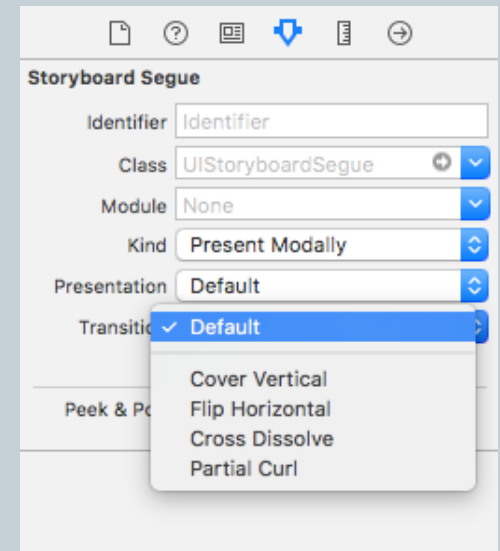 Storyboard Segue
Identifier Identifier
Class UIStoryboardSegue
Module None
Kind Present Modally
Presentation Default
✓ Default
Cover Vertical
Peek & Flip Horizontal
Cross Dissolve
Partial Curl